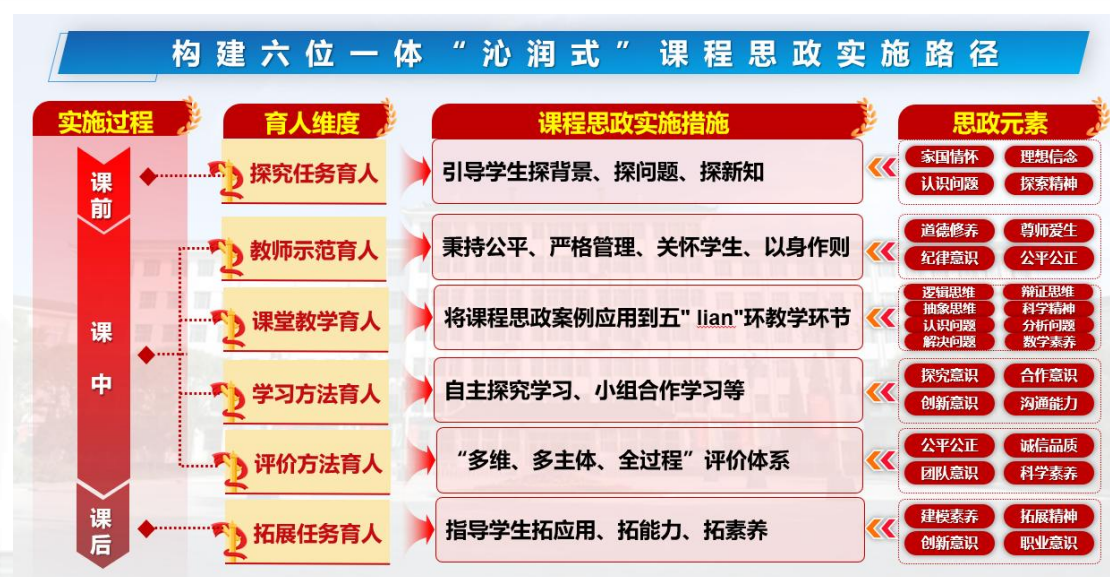 构建六位一体“沁润式”课程思政实施路径
实施过程 育人维度 课程思政实施措施 思政元素
课前
探究任务育人 引导学生探背景、探问题、探新知
家国情怀 理想信念
认识问题 探索精神
课中
教师示范育人 秉持公平、严格管理、关怀学生、以身作则
道德修养 尊师爱生
纪律意识 公平公正
课堂教学育人 将课程思政案例应用到五" lian"环教学环节
逻辑思维 辩证思维
抽象思维 科学精神
认识问题 分析问题
解决问题 数学素养
学习方法育人 自主探究学习、小组合作学习等
探究意识 合作意识
创新意识 沟通能力
评价方法育人 “多维、多主体、全过程”评价体系
公平公正 诚信品质
团队意识 科学素养
课后
拓展任务育人 指导学生拓应用、拓能力、拓素养
建模素养 拓展精神
创新意识 职业意识